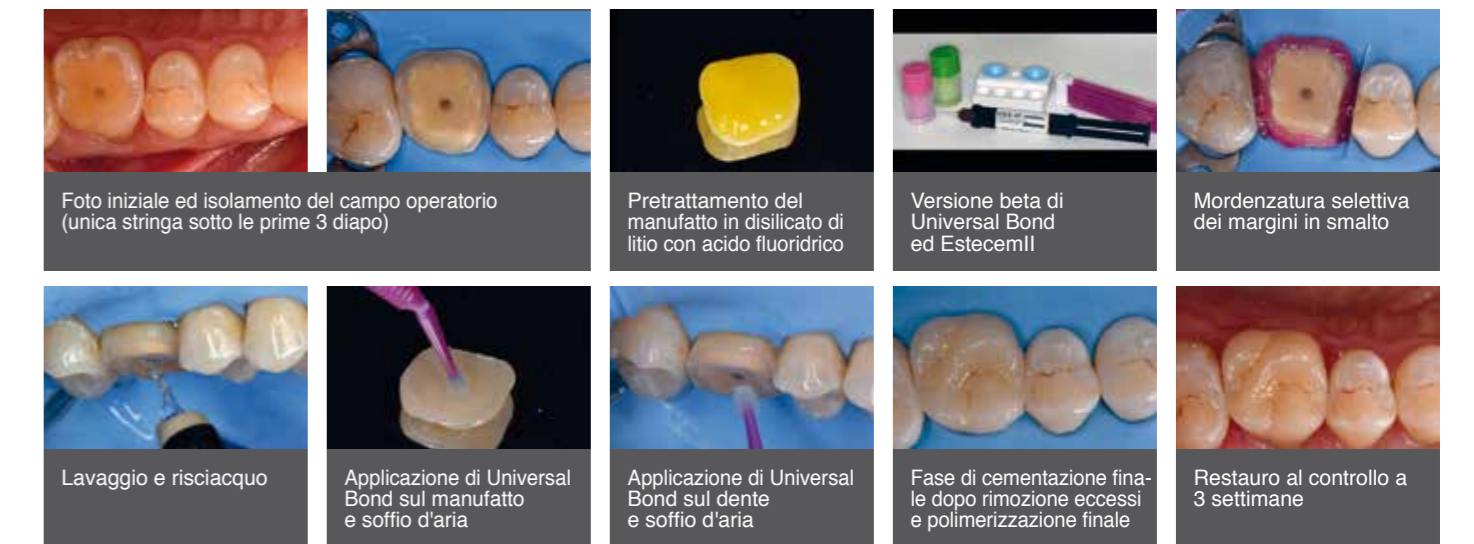 Foto iniziale ed isolamento del campo operatorio
(unica stringa sotto le prime 3 diapo)
Pretrattamento del
manufatto in disilicato di
litio con acido fluoridrico
Versione beta di
Universal Bond
ed EstecemII
Mordenzatura selettiva
dei margini in smalto
Lavaggio e risciacquo
Applicazione di Universal
Bond sul manufatto
e soffio d'aria
Applicazione di Universal
Bond sul dente
e soffio d'aria
Fase di cementazione fina-
le dopo rimozione eccessi
e polimerizzazione finale
Restauro al controllo a
3 settimane